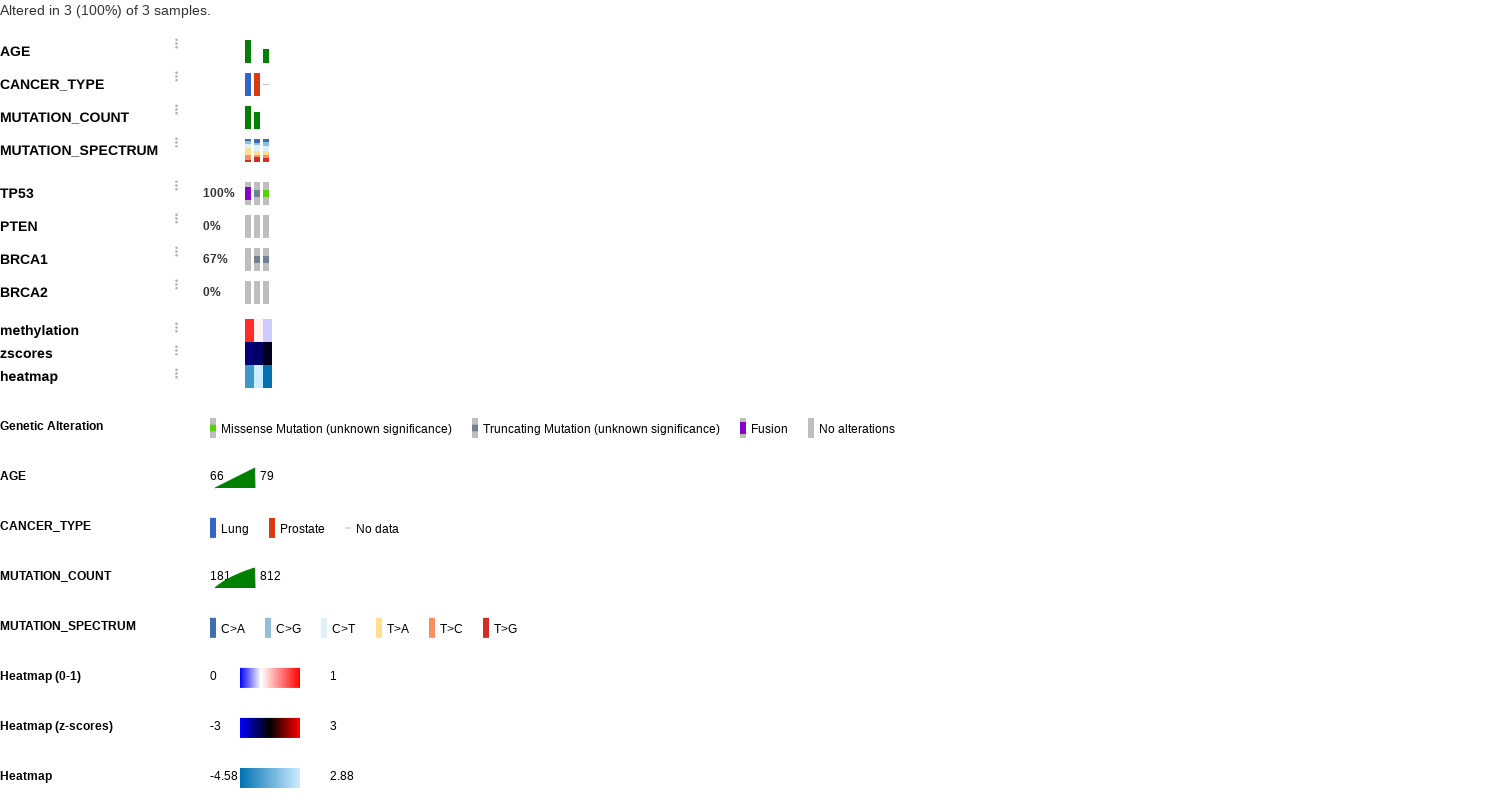 Altered in 3 (100%) of 3 samples.
AGE
CANCER_TYPE
MUTATION_COUNT
MUTATION_SPECTRUM
TP53 100%
PTEN 0%
BRCA1 67%
BRCA2 0%
methylation
zscores
heatmap
Genetic Alteration Missense Mutation (unknown significance) Truncating Mutation (unknown significance) Fusion No alterations
AGE 66 79
CANCER_TYPE Lung Prostate No data
MUTATION_COUNT 181 812
MUTATION_SPECTRUM C>A C>G C>T T>A T>C T>G
Heatmap (0-1) 0 1
Heatmap (z-scores) -3 3
Heatmap -4.58 2.88